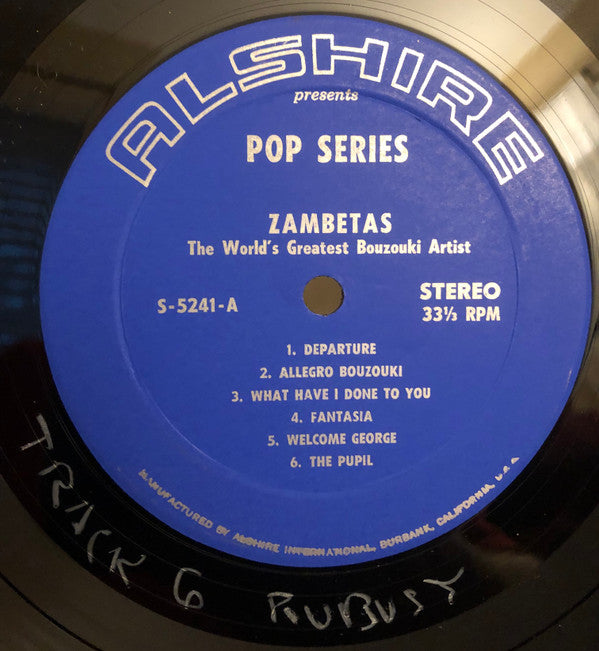 ALSHIRE
presents
POP SERIES
ZAMBETAS
The World's Greatest Bouzouki Artist
S-5241-A
STEREO
33⅓ RPM
1. DEPARTURE
2. ALLEGRO BOUZOUKI
3. WHAT HAVE I DONE TO YOU
4. FANTASIA
5. WELCOME GEORGE
6. THE PUPIL
MANUFACTURED BY ALSHIRE INTERNATIONAL, BURBANK, CALIFORNIA, U.S.A.
TRACK 6